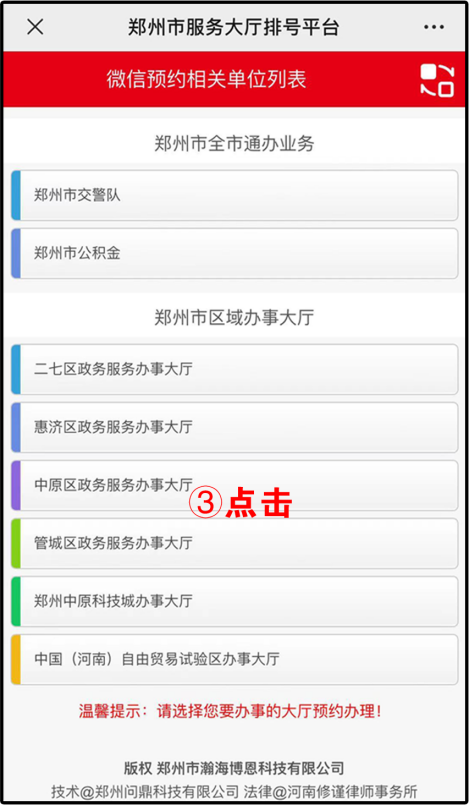 郑州市服务大厅排号平台
微信预约相关单位列表
郑州市全市通办业务
郑州市交警队
郑州市公积金
郑州市区域办事大厅
二七区政务服务办事大厅
惠济区政务服务办事大厅
中原区政务服务办事大厅
③点击
管城区政务服务办事大厅
郑州中原科技城办事大厅
中国（河南）自由贸易试验区办事大厅
温馨提示：请选择您要办事的大厅预约办理！
版权 郑州市瀚海博恩科技有限公司
技术@郑州问鼎科技有限公司 法律@河南修谨律师事务所